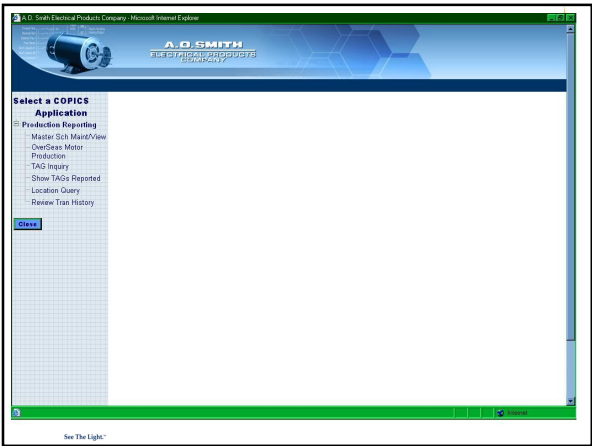 A.O. Smith Electrical Products Company - Microsoft Internet Explorer
A.O. SMITH
ELECTRICAL PRODUCTS
COMPANY
Select a COPICS
Application
Production Reporting
Master Sch Maint/View
OverSeas Motor
Production
TAG Inquiry
Show TAGs Reported
Location Query
Review Tran History
Close
Internet
See The Light.